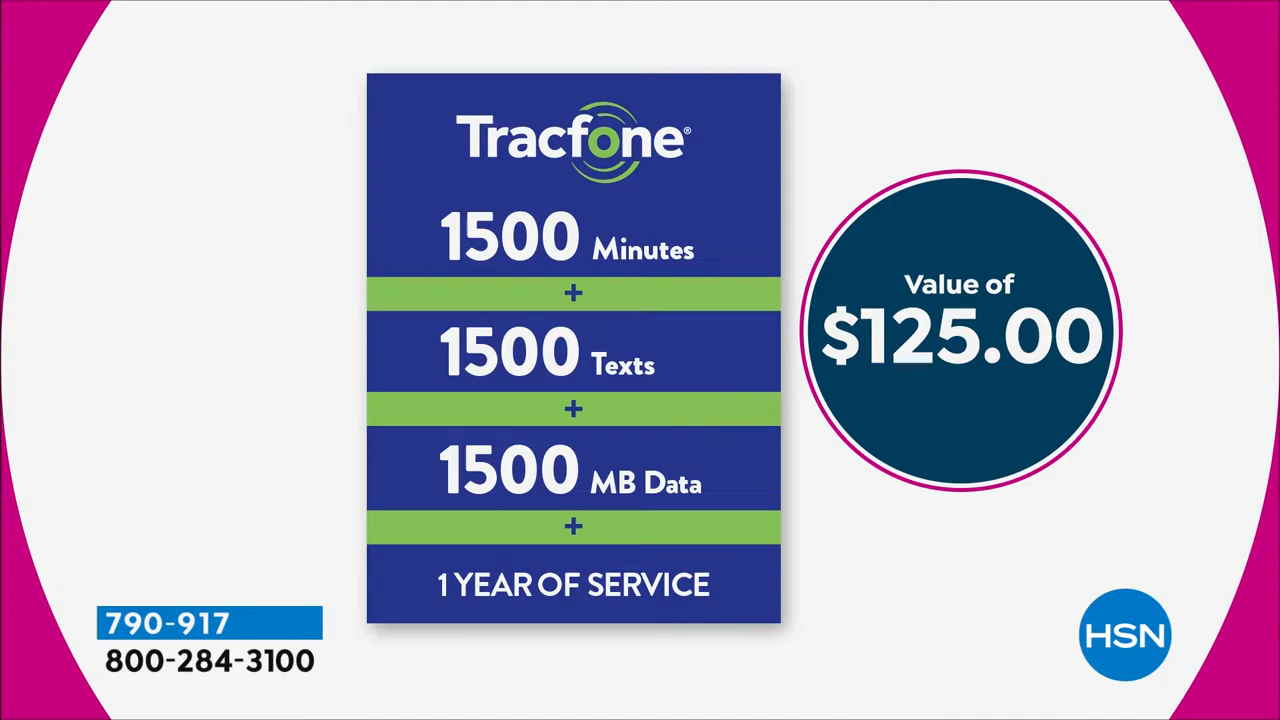 Tracfone®
1500 Minutes
+
1500 Texts
+
1500 MB Data
+
1 YEAR OF SERVICE
Value of
$125.00
790-917
800-284-3100
HSN